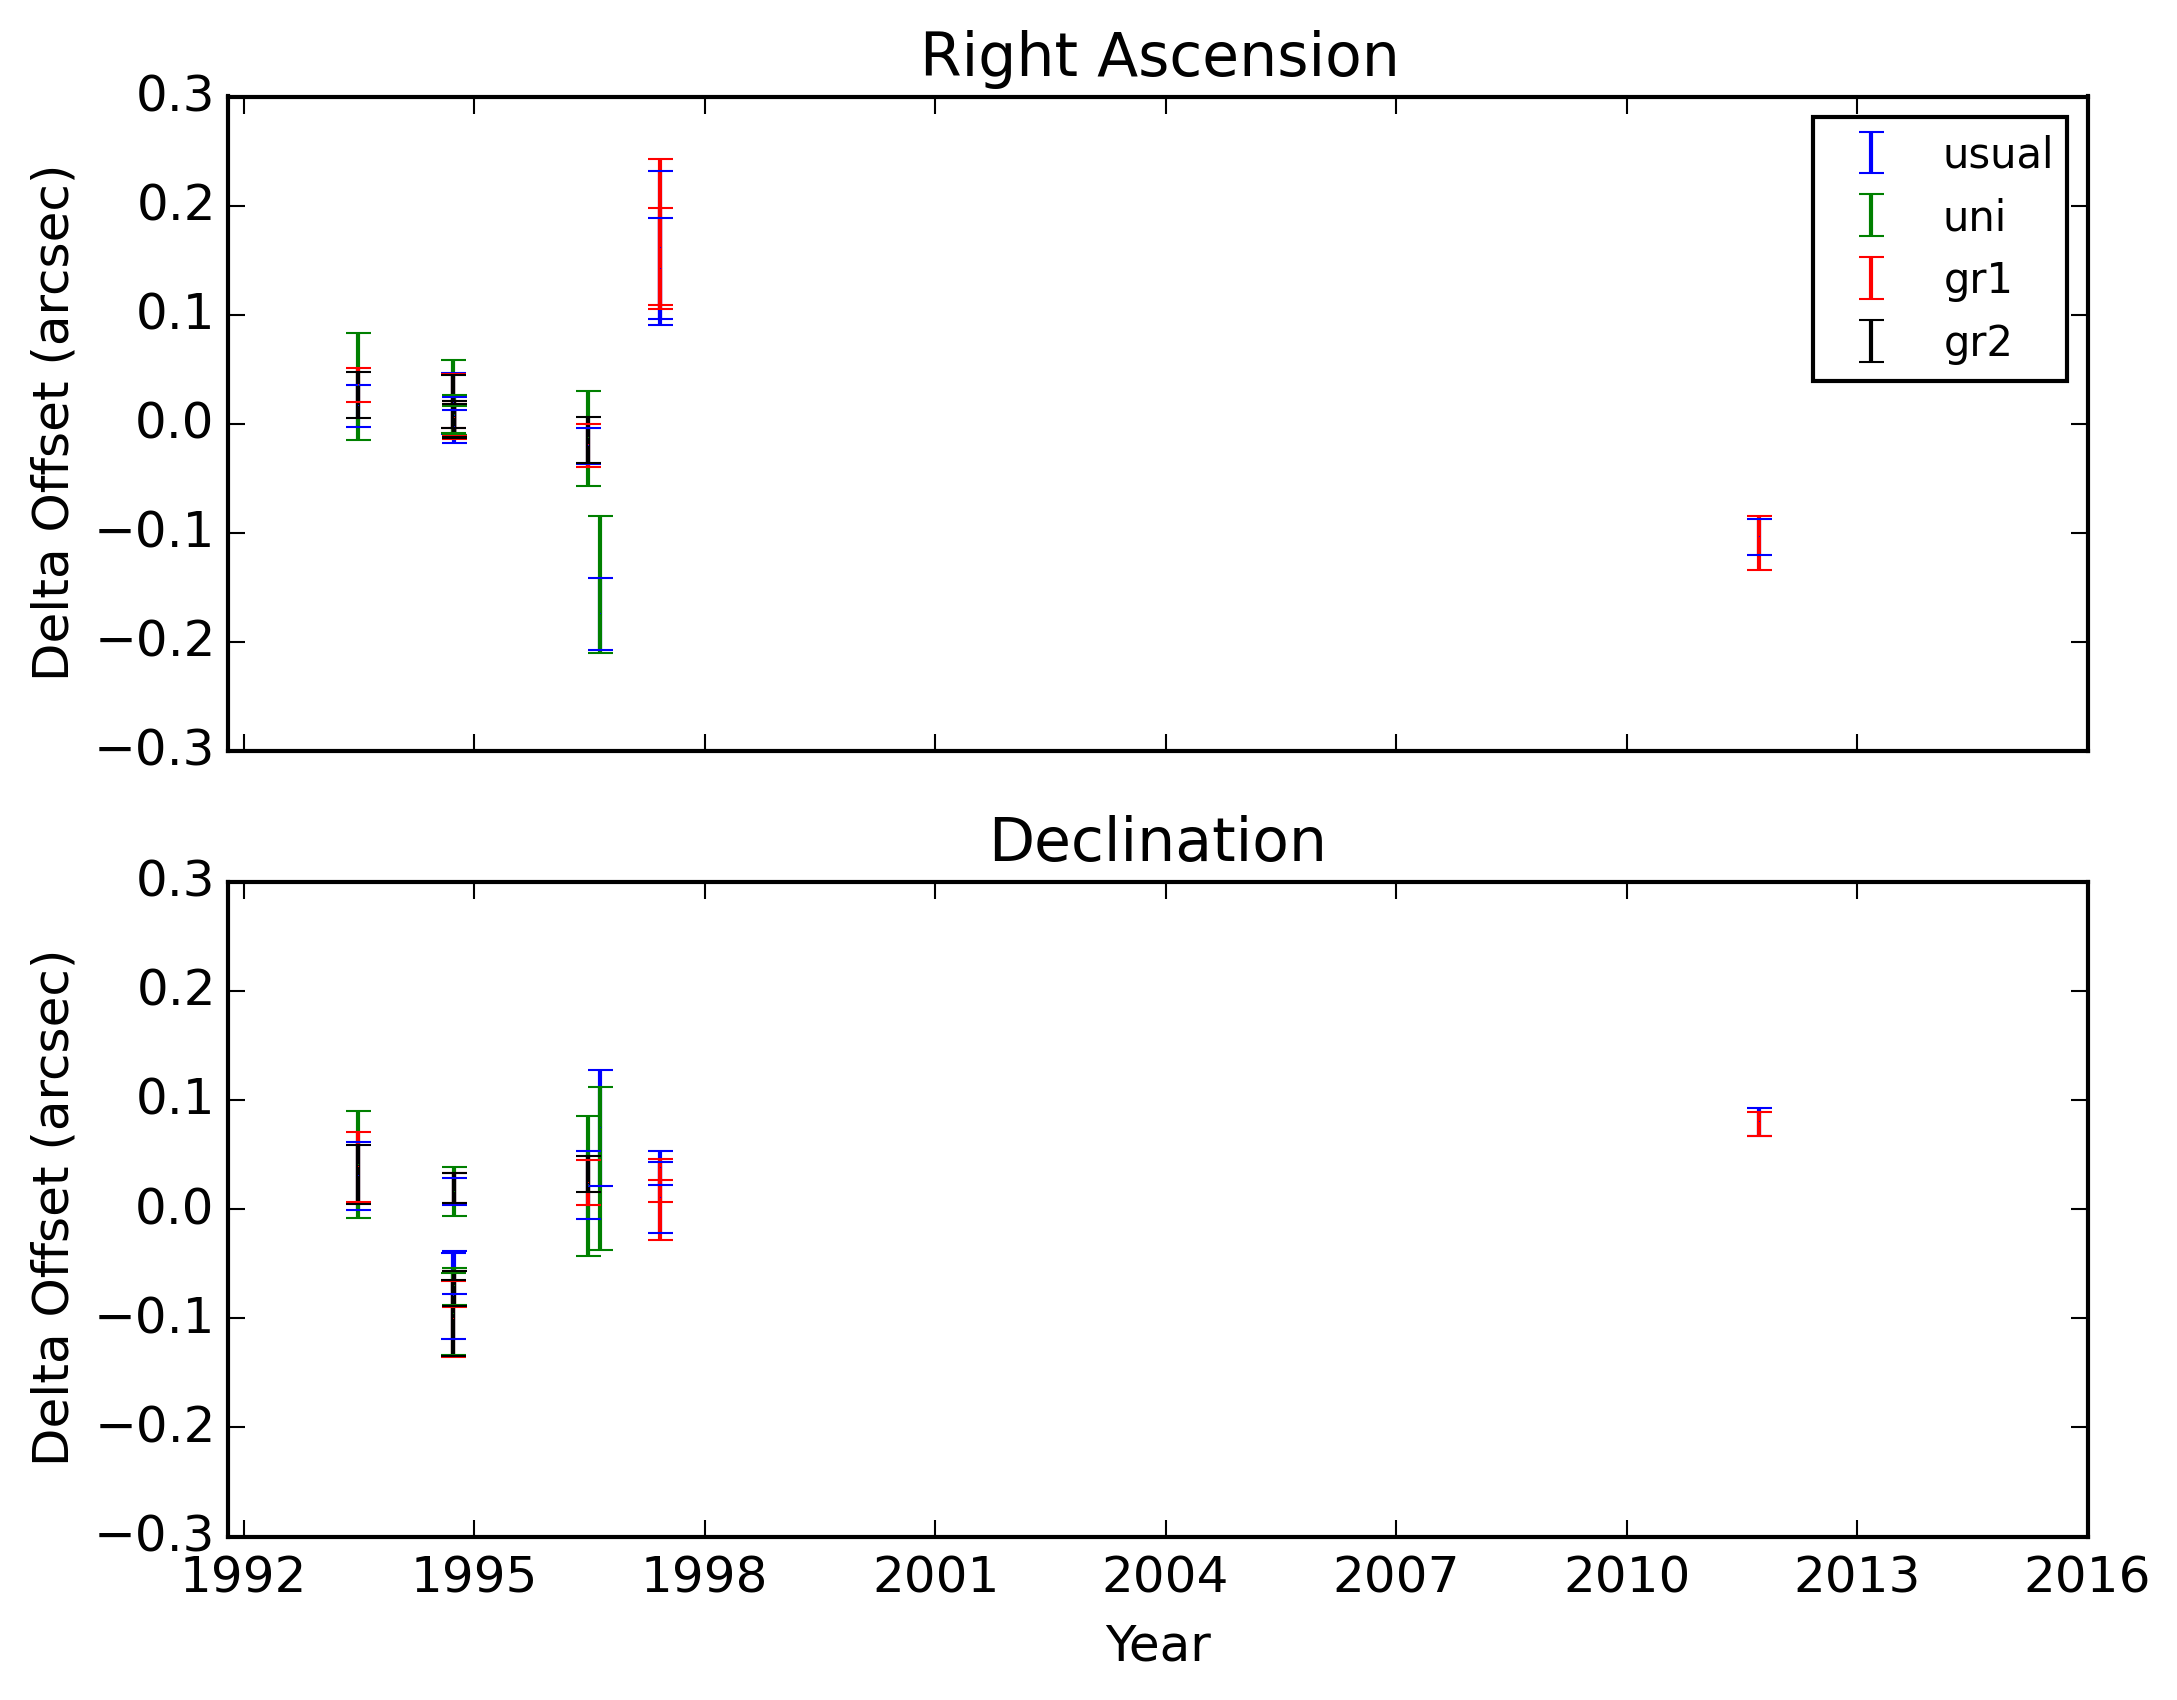 Right Ascension
0.3
0.2
0.1
0.0
−0.1
−0.2
−0.3
Delta Offset (arcsec)
usual
uni
gr1
gr2
Declination
0.3
0.2
0.1
0.0
−0.1
−0.2
−0.3
Delta Offset (arcsec)
1992 1995 1998 2001 2004 2007 2010 2013 2016
Year